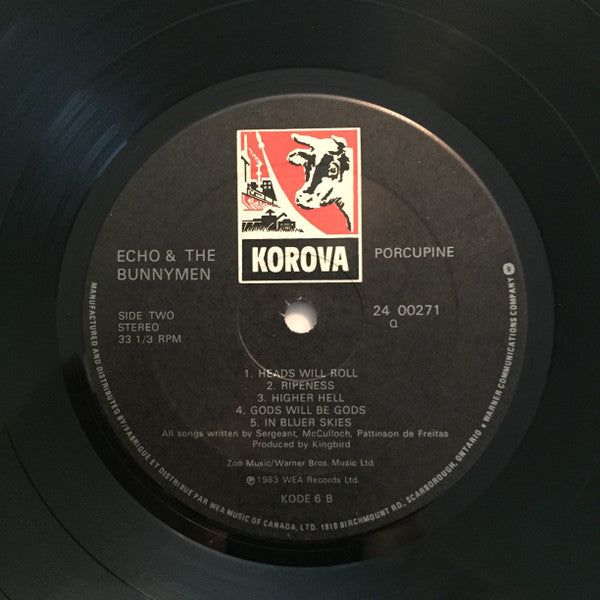 KOROVA
ECHO & THE
BUNNYMEN
PORCUPINE
SIDE TWO
STEREO
33 1/3 RPM
24 00271
Q
1. HEADS WILL ROLL
2. RIPENESS
3. HIGHER HELL
4. GODS WILL BE GODS
5. IN BLUER SKIES
All songs written by Sergeant, McCulloch, Pattinson de Freitas
Produced by Kingbird
Zoo Music/Warner Bros. Music Ltd.
℗ 1983 WEA Records Ltd.
KODE 6 B
MANUFACTURED AND DISTRIBUTED BY/FABRIQUE ET DISTRIBUE PAR WEA MUSIC OF CANADA, LTD. 1810 BIRCHMOUNT RD., SCARBOROUGH, ONTARIO ▲ WARNER COMMUNICATIONS COMPANY